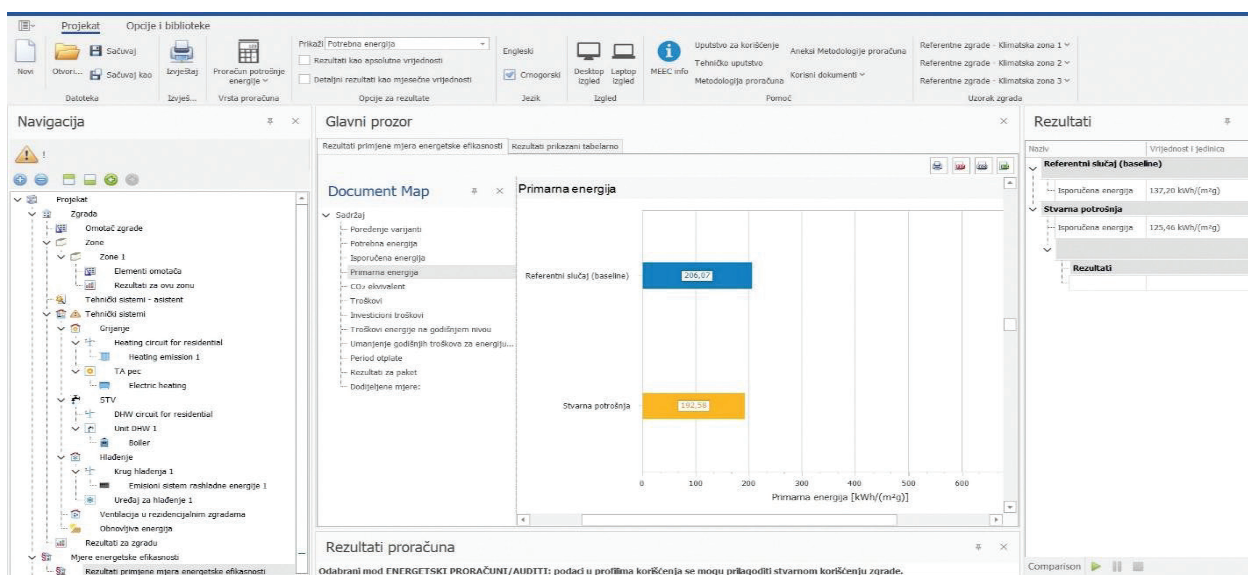 Projekat Opcije i biblioteke
Novi
Otvori...
Sačuvaj
Sačuvaj kao
Datoteka
Izvještaj
Izvješ...
Proračun potrošnje energije
Vrsta proračuna
Prikaži Potrebna energija
Rezultati kao apsolutne vrijednosti
Detaljni rezultati kao mjesečne vrijednosti
Opcije za rezultate
Engleski
Crnogorski
Jezik
Desktop izgled
Laptop izgled
Izgled
MEEC info
Uputstvo za korišćenje
Tehničko uputstvo
Metodologija proračuna
Aneksi Metodologije proračuna
Korisni dokumenti
Pomoć
Referentne zgrade - Klimatska zona 1
Referentne zgrade - Klimatska zona 2
Referentne zgrade - Klimatska zona 3
Uzorak zgrada
Navigacija
!
Projekat
Zgrada
Omotač zgrade
Zone
Zone 1
Elementi omotača
Rezultati za ovu zonu
Tehnički sistemi - asistent
Tehnički sistemi
Grijanje
Heating circuit for residential
Heating emission 1
TA pec
Electric heating
STV
DHW circuit for residential
Unit DHW 1
Boiler
Hlađenje
Krug hlađenja 1
Emisioni sistem rashladne energije 1
Uređaj za hlađenje 1
Ventilacija u rezidencijalnim zgradama
Obnovljiva energija
Rezultati za zgradu
Mjere energetske efikasnosti
Rezultati primjene mjera energetske efikasnosti
Glavni prozor
Rezultati primjene mjera energetske efikasnosti Rezultati prikazani tabelarno
Document Map
Sadržaj
Poređenje varijanti
Potrebna energija
Isporučena energija
Primarna energija
CO₂ ekvivalent
Troškovi
Investicioni troškovi
Troškovi energije na godišnjem nivou
Umanjenje godišnjih troškova za energiju...
Period otplate
Rezultati za paket
Dodijeljene mjere:
Primarna energija
Referentni slučaj (baseline) 206,07
Stvarna potrošnja 192,58
0 100 200 300 400 500 600
Primarna energija [kWh/(m²g)]
Rezultati proračuna
Odabrani mod ENERGETSKI PRORAČUNI/AUDITI: podaci u profilima korišćenja se mogu prilagoditi stvarnom korišćenju zgrade.
Rezultati
Naziv Vrijednost i jedinica
Referentni slučaj (baseline)
Isporučena energija 137,20 kWh/(m²g)
Stvarna potrošnja
Isporučena energija 125,46 kWh/(m²g)
Rezultati
Comparison